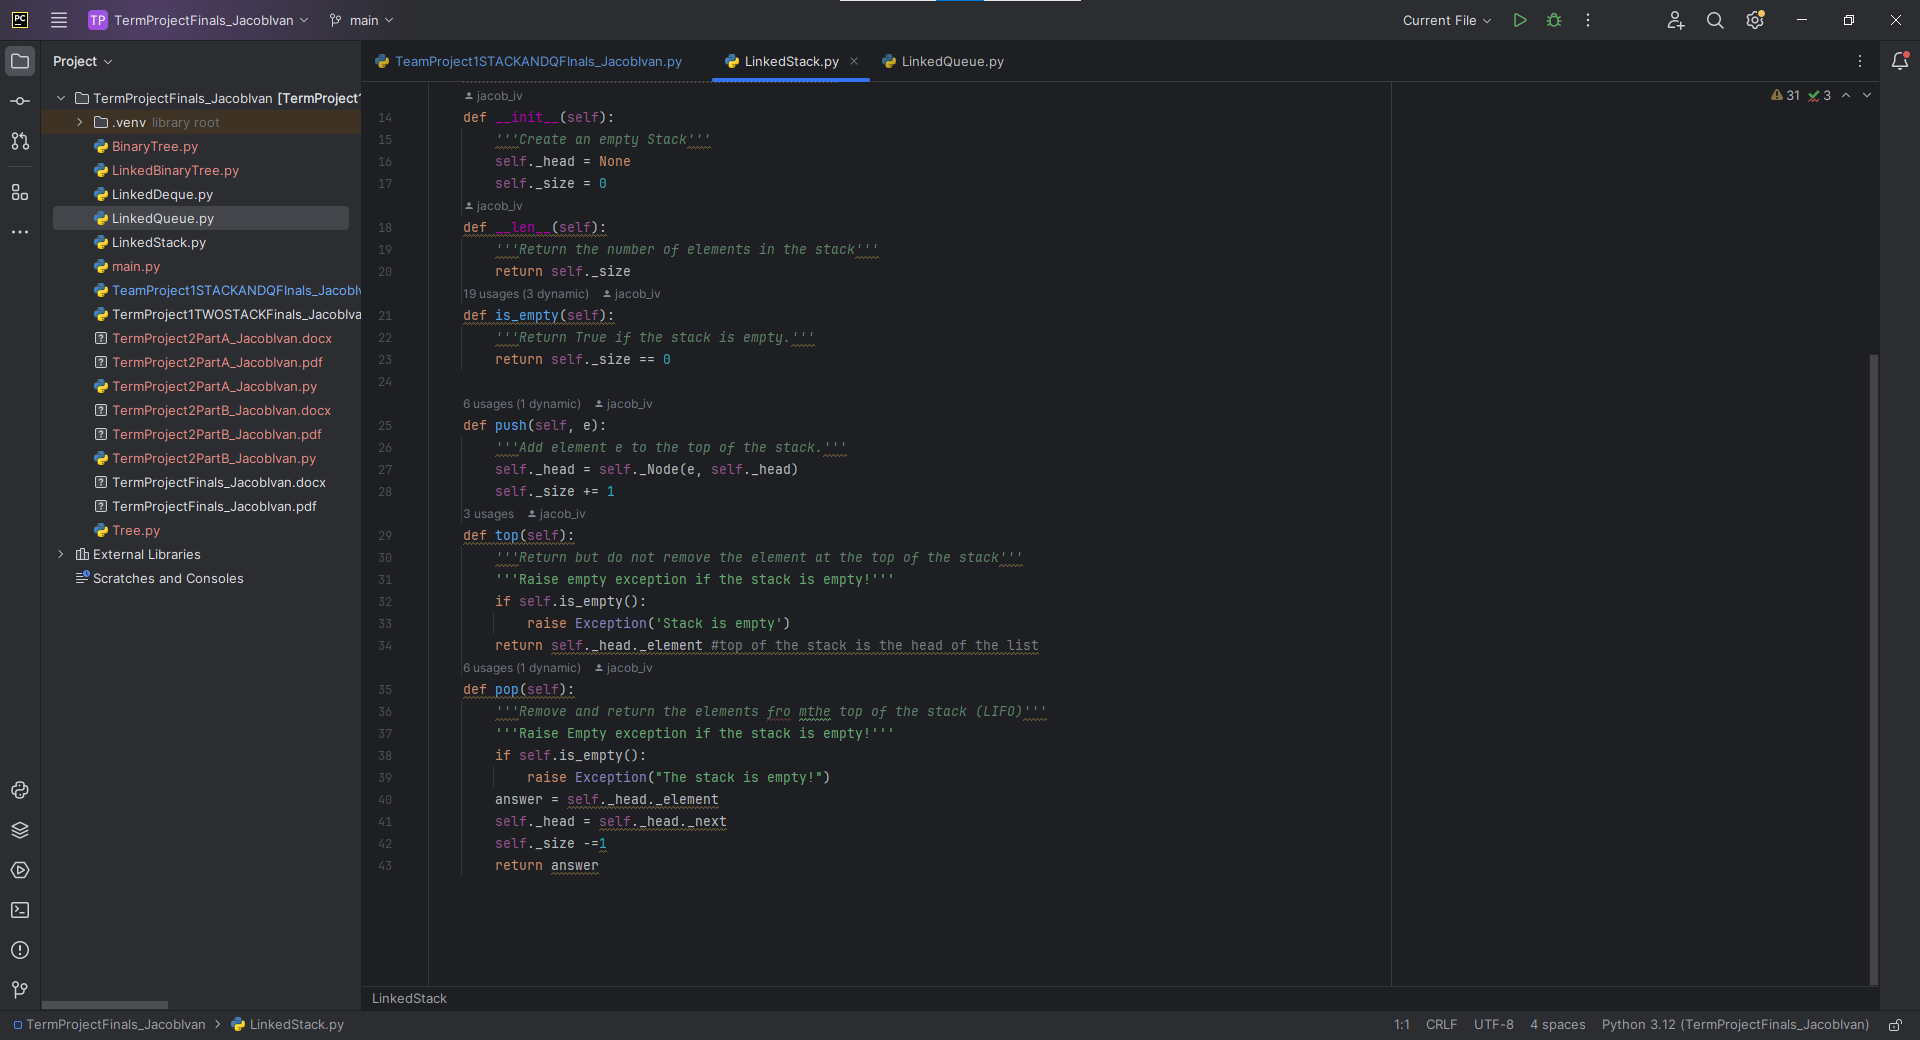 PC TP TermProjectFinals_JacobIvan main Current File
Project
TermProjectFinals_JacobIvan [TermProject1
.venv library root
BinaryTree.py
LinkedBinaryTree.py
LinkedDeque.py
LinkedQueue.py
LinkedStack.py
main.py
TeamProject1STACKANDQFInals_JacobIv
TermProject1TWOSTACKFinals_JacobIva
TermProject2PartA_JacobIvan.docx
TermProject2PartA_JacobIvan.pdf
TermProject2PartA_JacobIvan.py
TermProject2PartB_JacobIvan.docx
TermProject2PartB_JacobIvan.pdf
TermProject2PartB_JacobIvan.py
TermProjectFinals_JacobIvan.docx
TermProjectFinals_JacobIvan.pdf
Tree.py
External Libraries
Scratches and Consoles
TeamProject1STACKANDQFInals_JacobIvan.py LinkedStack.py LinkedQueue.py
31 3
jacob_iv
14 def __init__(self):
15 '''Create an empty Stack'''
16 self._head = None
17 self._size = 0
jacob_iv
18 def __len__(self):
19 '''Return the number of elements in the stack'''
20 return self._size
19 usages (3 dynamic) jacob_iv
21 def is_empty(self):
22 '''Return True if the stack is empty.'''
23 return self._size == 0
24
6 usages (1 dynamic) jacob_iv
25 def push(self, e):
26 '''Add element e to the top of the stack.'''
27 self._head = self._Node(e, self._head)
28 self._size += 1
3 usages jacob_iv
29 def top(self):
30 '''Return but do not remove the element at the top of the stack'''
31 '''Raise empty exception if the stack is empty!'''
32 if self.is_empty():
33 raise Exception('Stack is empty')
34 return self._head._element #top of the stack is the head of the list
6 usages (1 dynamic) jacob_iv
35 def pop(self):
36 '''Remove and return the elements fro mthe top of the stack (LIFO)'''
37 '''Raise Empty exception if the stack is empty!'''
38 if self.is_empty():
39 raise Exception("The stack is empty!")
40 answer = self._head._element
41 self._head = self._head._next
42 self._size -=1
43 return answer
LinkedStack
TermProjectFinals_JacobIvan LinkedStack.py 1:1 CRLF UTF-8 4 spaces Python 3.12 (TermProjectFinals_JacobIvan)